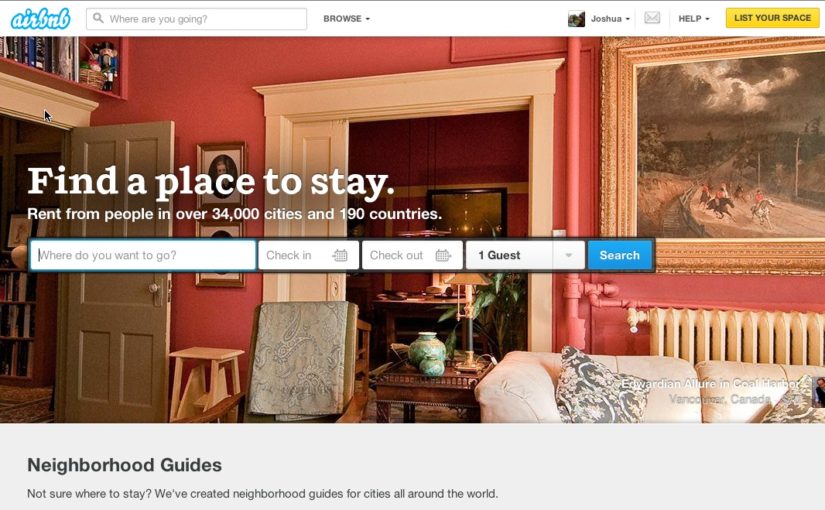 airbnb
Where are you going?
BROWSE
Joshua
HELP
LIST YOUR SPACE
Find a place to stay.
Rent from people in over 34,000 cities and 190 countries.
Where do you want to go?
Check in
Check out
1 Guest
Search
Edwardian Allure in Coal Harbor
Vancouver, Canada
Neighborhood Guides
Not sure where to stay? We've created neighborhood guides for cities all around the world.